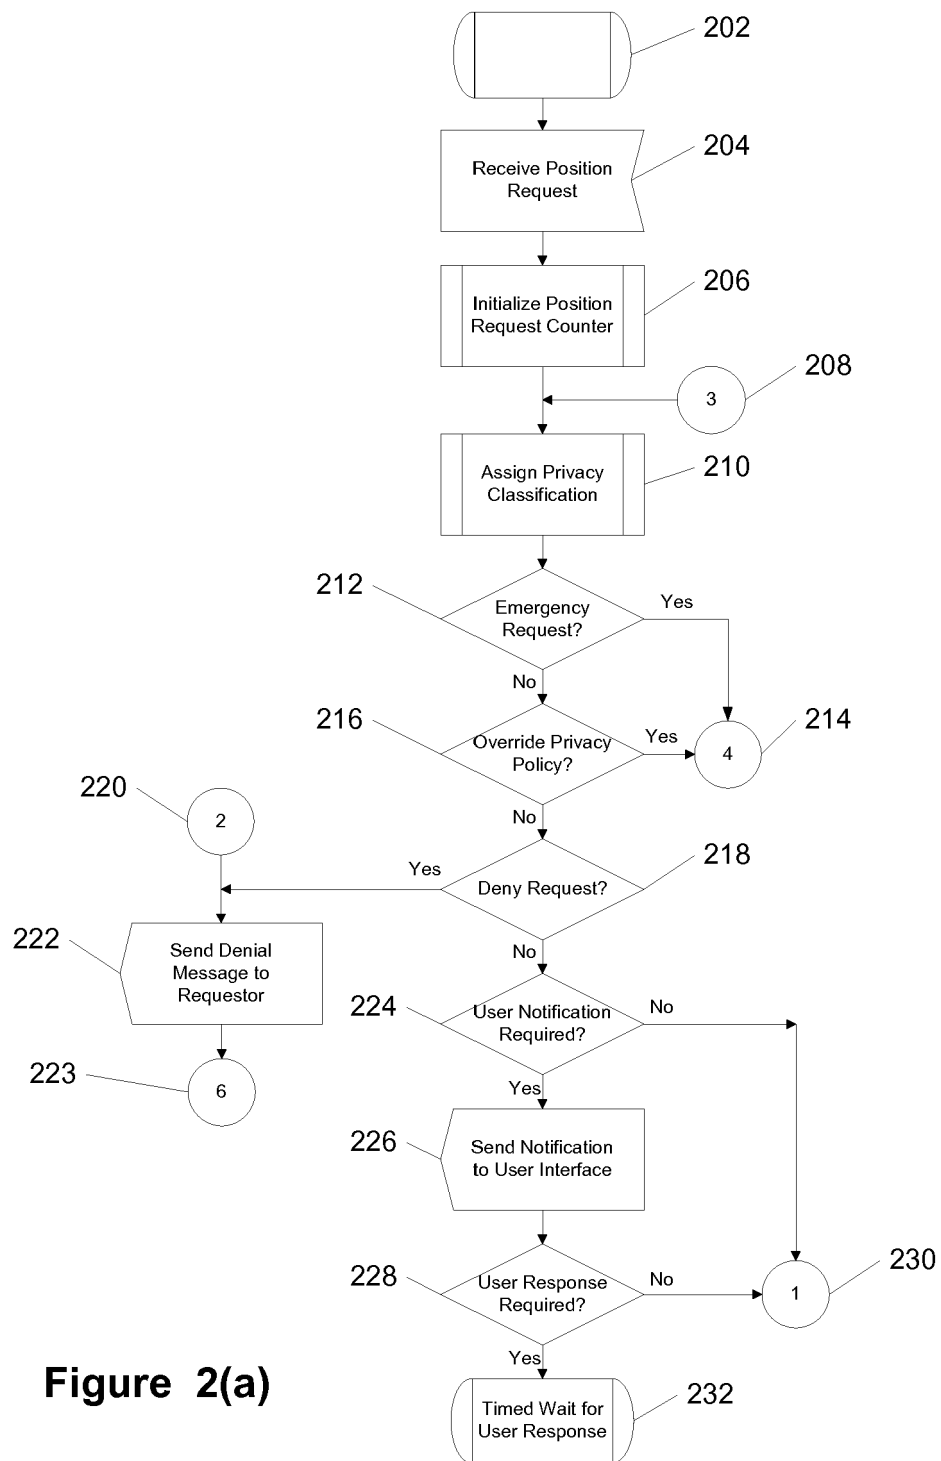 202
Receive Position
Request
204
Initialize Position
Request Counter
206
3
208
Assign Privacy
Classification
210
212
Emergency
Request?
Yes
No
216
Override Privacy
Policy?
Yes
4
214
No
220
2
Yes
Deny Request?
218
222
Send Denial
Message to
Requestor
No
224
User Notification
Required?
No
223
6
Yes
226
Send Notification
to User Interface
228
User Response
Required?
No
1
230
Yes
Figure 2(a)
Timed Wait for
User Response
232